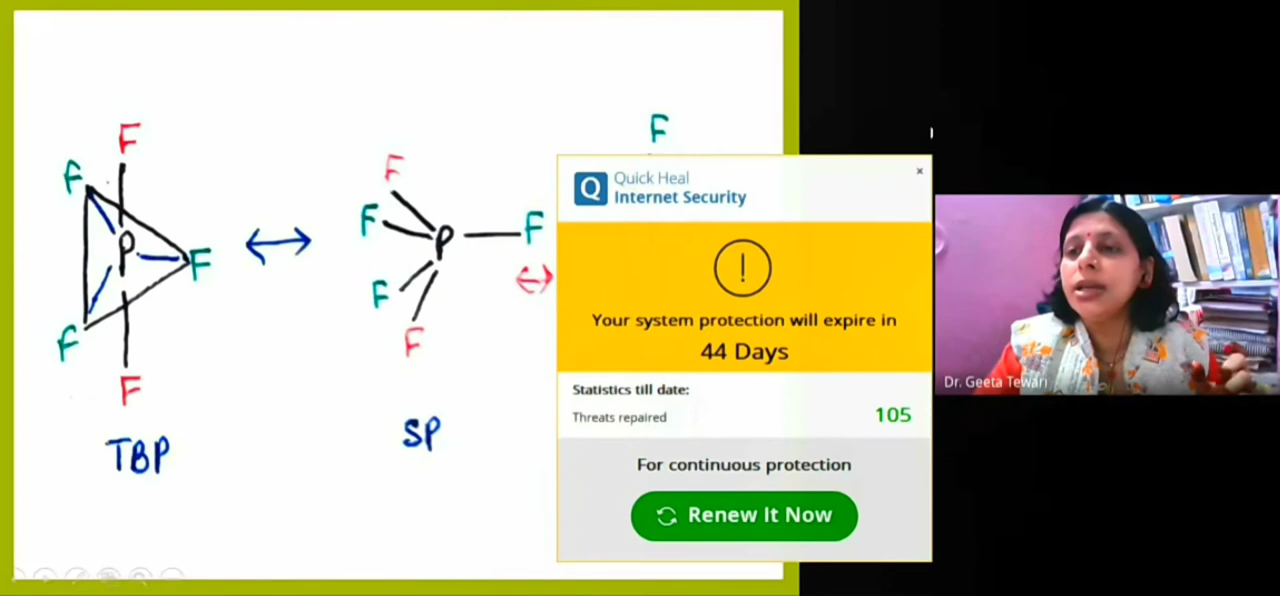 F
F
P
F
F
F
TBP
F
F
P
F
F
F
SP
F
Q
Quick Heal
Internet Security
×
!
Your system protection will expire in
44 Days
Statistics till date:
Threats repaired 105
For continuous protection
Renew It Now
Dr. Geeta Tewari